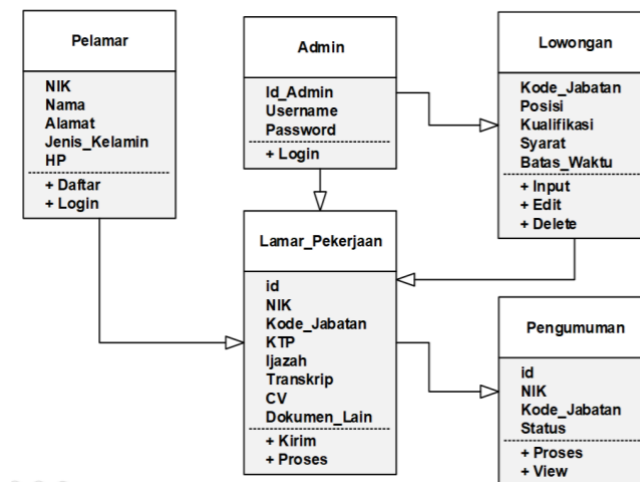 Pelamar
NIK
Nama
Alamat
Jenis_Kelamin
HP
+ Daftar
+ Login
Admin
Id_Admin
Username
Password
+ Login
Lowongan
Kode_Jabatan
Posisi
Kualifikasi
Syarat
Batas_Waktu
+ Input
+ Edit
+ Delete
Lamar_Pekerjaan
id
NIK
Kode_Jabatan
KTP
Ijazah
Transkrip
CV
Dokumen_Lain
+ Kirim
+ Proses
Pengumuman
id
NIK
Kode_Jabatan
Status
+ Proses
+ View